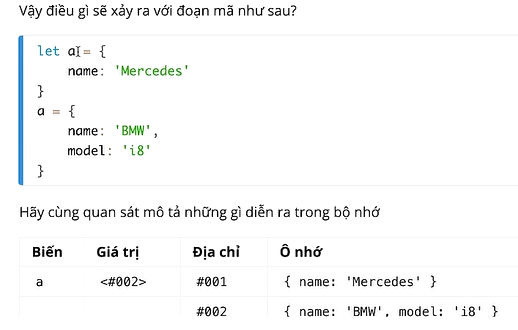 Vậy điều gì sẽ xảy ra với đoạn mã như sau?
let a = {
name: 'Mercedes'
}
a = {
name: 'BMW',
model: 'i8'
}
Hãy cùng quan sát mô tả những gì diễn ra trong bộ nhớ
Biến Giá trị Địa chỉ Ô nhớ
a <#002> #001 { name: 'Mercedes' }
#002 { name: 'BMW', model: 'i8' }